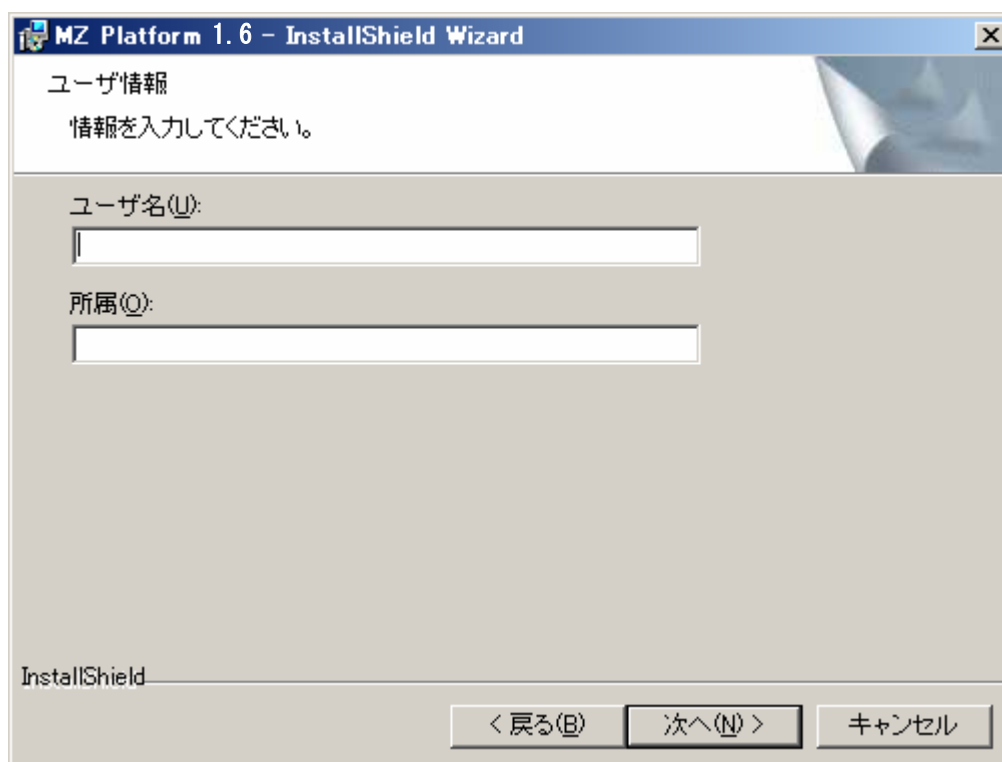 MZ Platform 1.6 - InstallShield Wizard
ユーザ情報
情報を入力してください。
ユーザ名(U):
所属(O):
InstallShield
< 戻る(B)
次へ(N) >
キャンセル